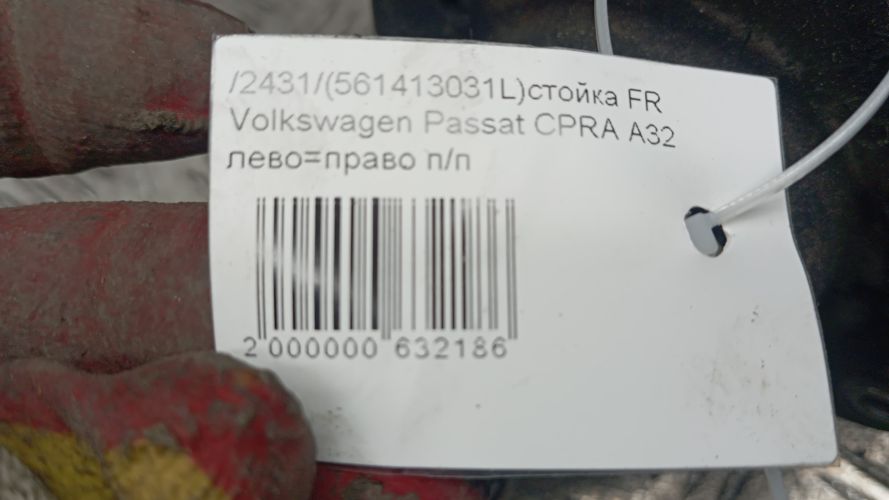 /2431/(561413031L)стойка FR
Volkswagen Passat CPRA A32
лево=право п/п
2 000000 632186